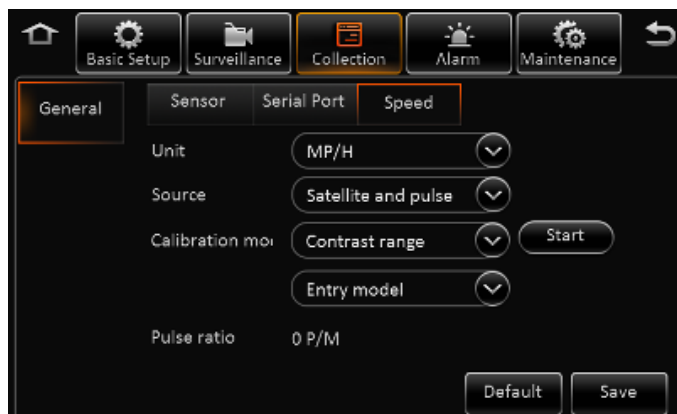 Basic Setup Surveillance Collection Alarm Maintenance
General Sensor Serial Port Speed
Unit MP/H
Source Satellite and pulse
Calibration mo Contrast range Start
Entry model
Pulse ratio 0 P/M
Default Save